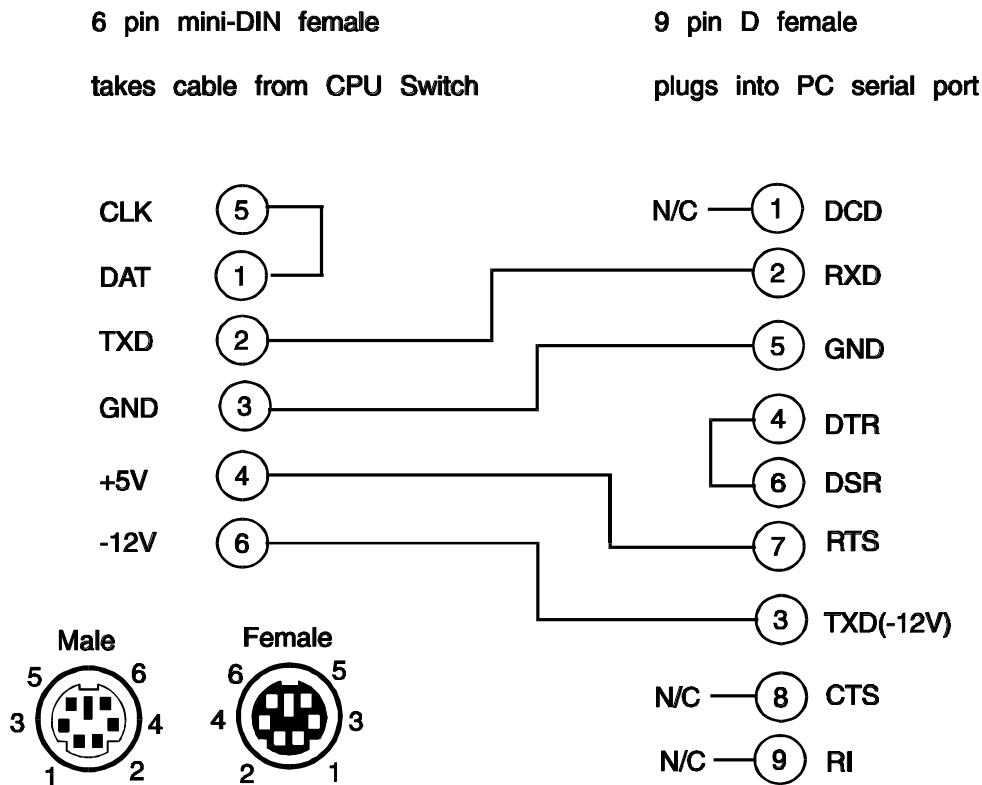 6 pin mini-DIN female
9 pin D female
takes cable from CPU Switch
plugs into PC serial port
CLK 5
N/C 1 DCD
DAT 1
2 RXD
TXD 2
5 GND
GND 3
4 DTR
+5V 4
6 DSR
-12V 6
7 RTS
3 TXD(-12V)
Male
Female
5 6
6 5
3 4
4 3
1 2
2 1
N/C 8 CTS
N/C 9 RI